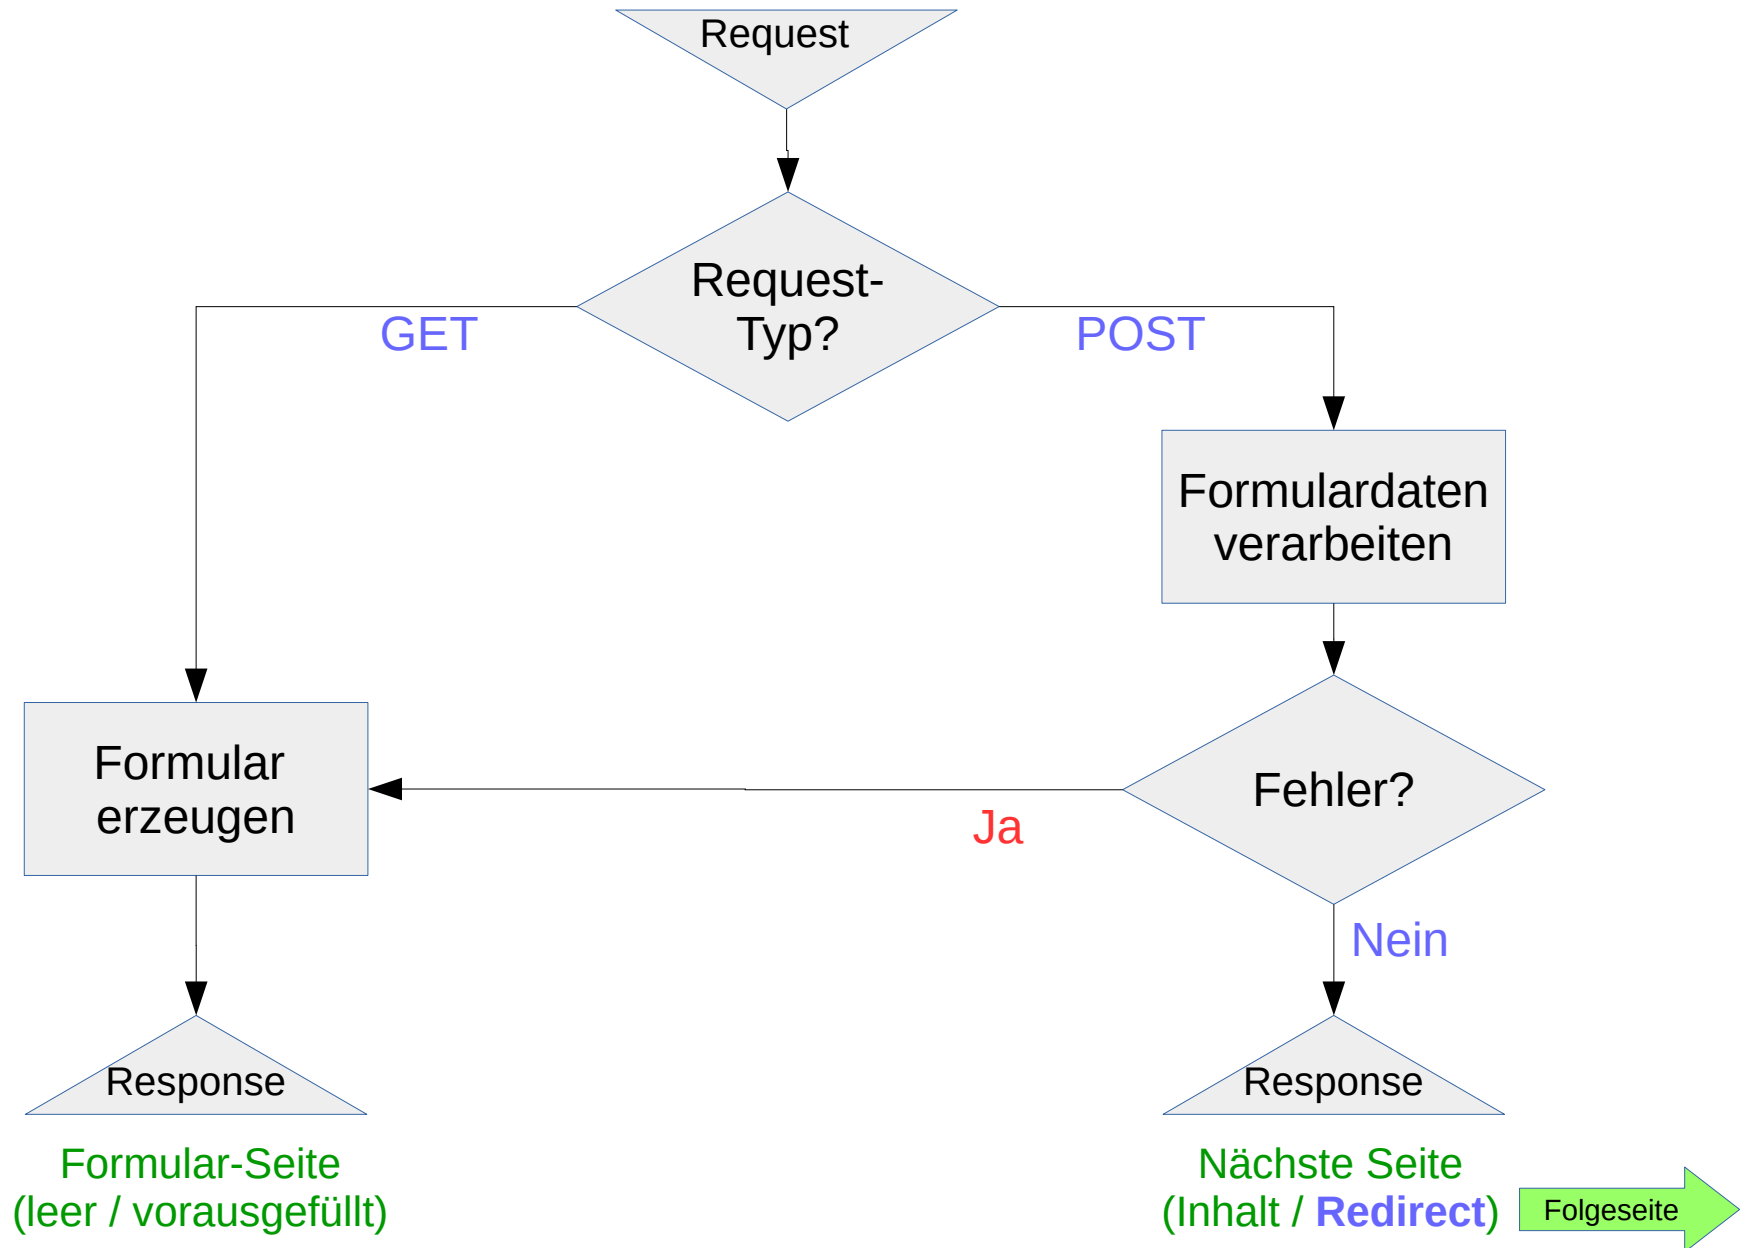 Request
Request-
Typ?
GET
POST
Formulardaten
verarbeiten
Formular
erzeugen
Fehler?
Ja
Nein
Response
Response
Formular-Seite
(leer / vorausgefüllt)
Nächste Seite
(Inhalt / Redirect)
Folgeseite